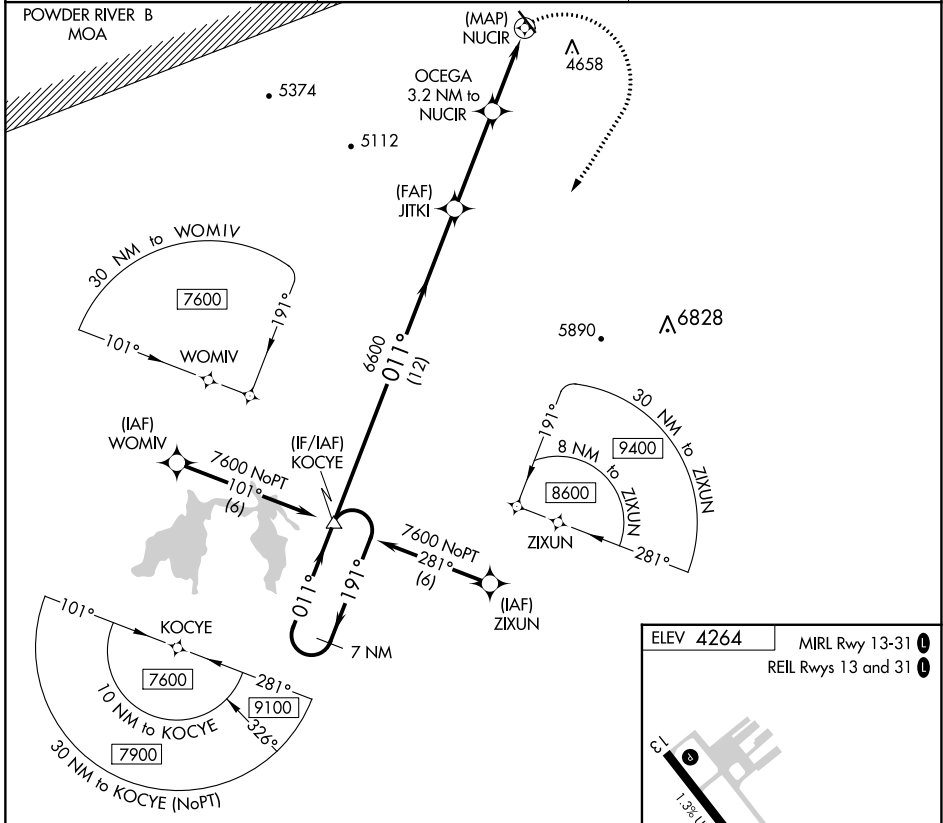 POWDER RIVER B
MOA
(MAP)
NUCIR
4658
OCEGA
3.2 NM to
NUCIR
5374
5112
(FAF)
JITKI
30 NM to WOMIV
7600
191°
101°
WOMIV
5890
6828
6600
011°
(12)
(IAF)
WOMIV
7600 NoPT
101°
(6)
(IF/IAF)
KOCYE
30 NM to ZIXUN
191°
9400
8 NM to ZIXUN
8600
ZIXUN
281°
7600 NoPT
281°
(6)
(IAF)
ZIXUN
011°
191°
7 NM
101°
KOCYE
7600
281°
9100
326°
10 NM to KOCYE
7900
30 NM to KOCYE (NoPT)
ELEV 4264
MIRL Rwy 13-31 L
REIL Rwys 13 and 31 L
13
P
1.3%